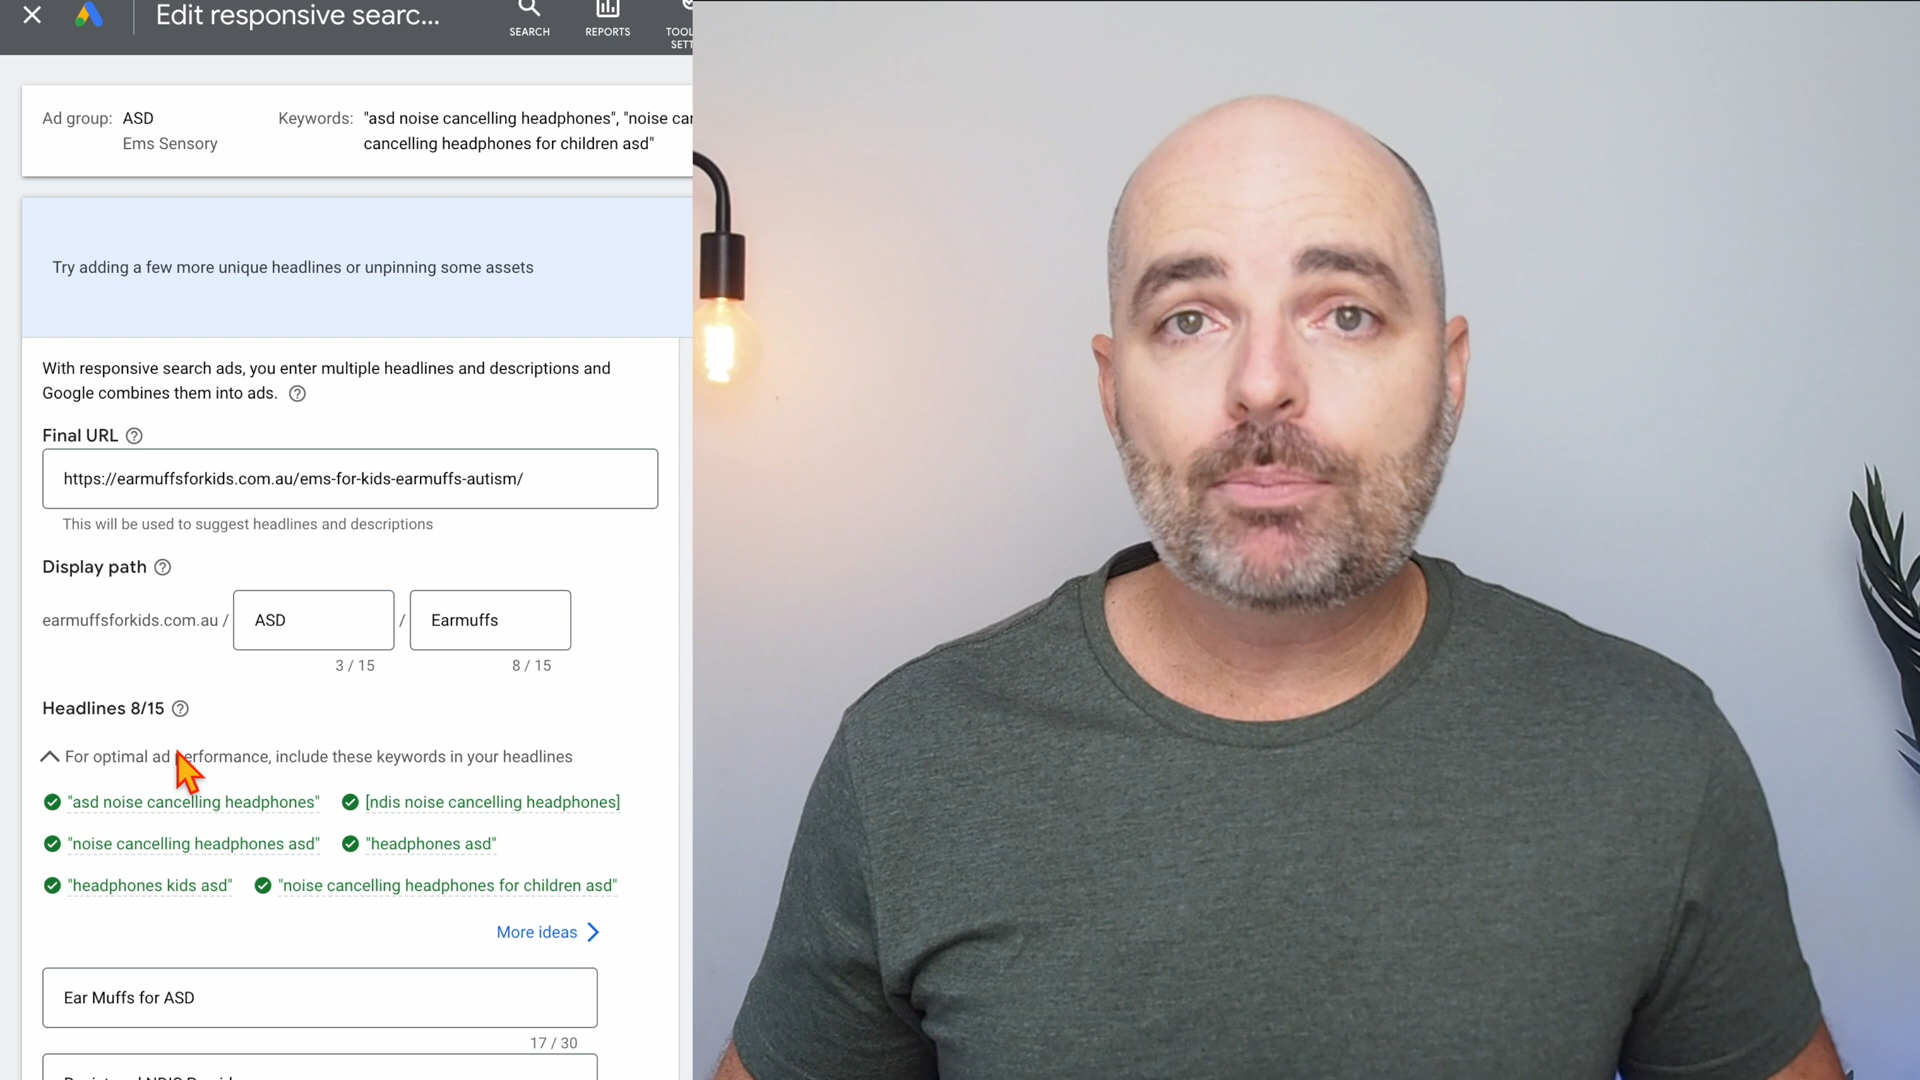 Edit responsive searc...
SEARCH
REPORTS
Ad group: ASD
Ems Sensory
Keywords: "asd noise cancelling headphones", "noise
cancelling headphones for children asd"
Try adding a few more unique headlines or unpinning some assets
With responsive search ads, you enter multiple headlines and descriptions and
Google combines them into ads.
Final URL
https://earmuffsforkids.com.au/ems-for-kids-earmuffs-autism/
This will be used to suggest headlines and descriptions
Display path
earmuffsforkids.com.au / ASD / Earmuffs
3 / 15
8 / 15
Headlines 8/15
For optimal ad performance, include these keywords in your headlines
"asd noise cancelling headphones" [ndis noise cancelling headphones]
"noise cancelling headphones asd" "headphones asd"
"headphones kids asd" "noise cancelling headphones for children asd"
More ideas
Ear Muffs for ASD
17 / 30